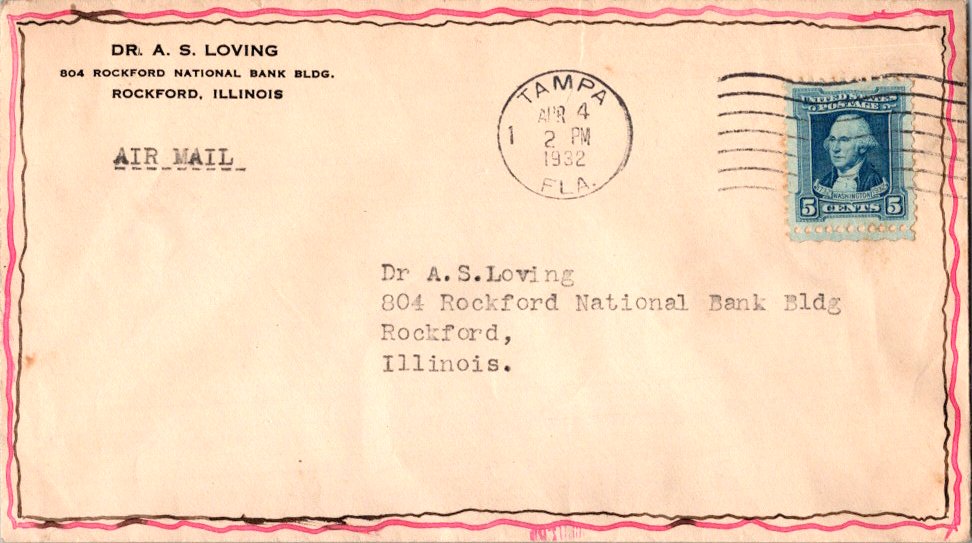 DR. A. S. LOVING
804 ROCKFORD NATIONAL BANK BLDG.
ROCKFORD, ILLINOIS
AIR MAIL
TAMPA
APR 4
1 2 PM
1932
FLA.
UNITED STATES
POSTAGE
WASHINGTON
5 CENTS 5
Dr A.S.Loving
804 Rockford National Bank Bldg
Rockford,
Illinois.